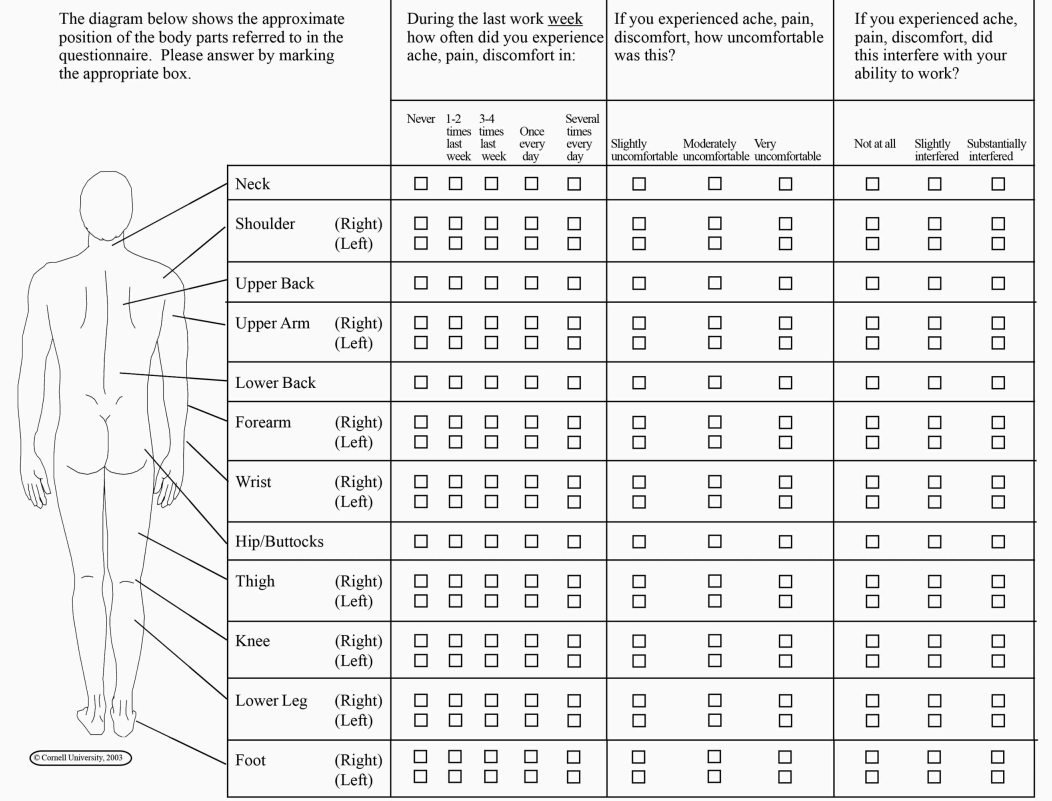 The diagram below shows the approximate
position of the body parts referred to in the
questionnaire.  Please answer by marking
the appropriate box.
During the last work week
how often did you experience
ache, pain, discomfort in:
If you experienced ache, pain,
discomfort, how uncomfortable
was this?
If you experienced ache,
pain, discomfort, did
this interfere with your
ability to work?
Never
1-2
times
last
week
3-4
times
last
week
Once
every
day
Several
times
every
day
Slightly
uncomfortable
Moderately
uncomfortable
Very
uncomfortable
Not at all
Slightly
interfered
Substantially
interfered
Neck
Shoulder (Right)
(Left)
Upper Back
Upper Arm (Right)
(Left)
Lower Back
Forearm (Right)
(Left)
Wrist (Right)
(Left)
Hip/Buttocks
Thigh (Right)
(Left)
Knee (Right)
(Left)
Lower Leg (Right)
(Left)
Foot (Right)
(Left)
© Cornell University, 2003